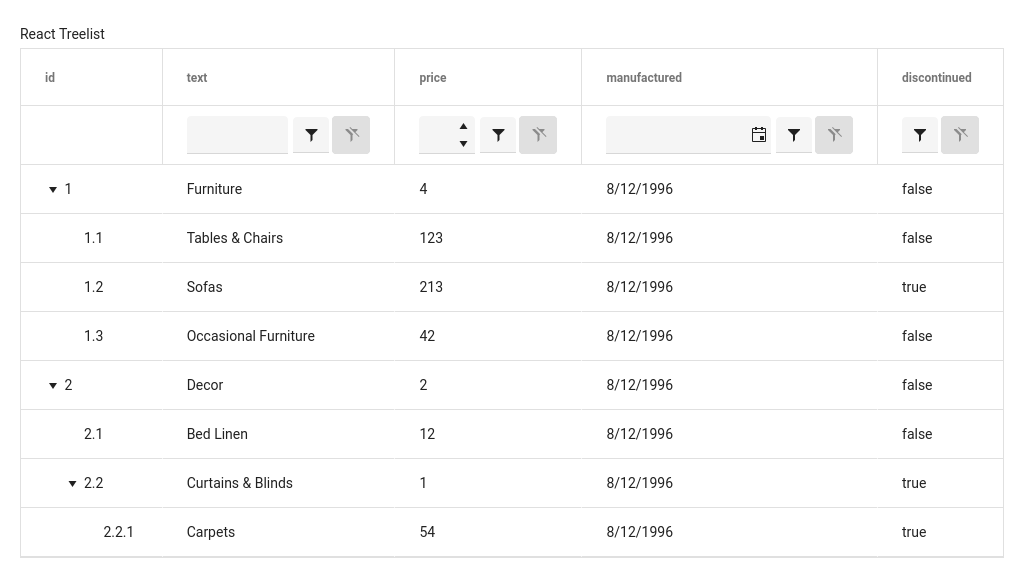 React Treelist
id text price manufactured discontinued
1 Furniture 4 8/12/1996 false
1.1 Tables & Chairs 123 8/12/1996 false
1.2 Sofas 213 8/12/1996 true
1.3 Occasional Furniture 42 8/12/1996 false
2 Decor 2 8/12/1996 false
2.1 Bed Linen 12 8/12/1996 false
2.2 Curtains & Blinds 1 8/12/1996 true
2.2.1 Carpets 54 8/12/1996 true